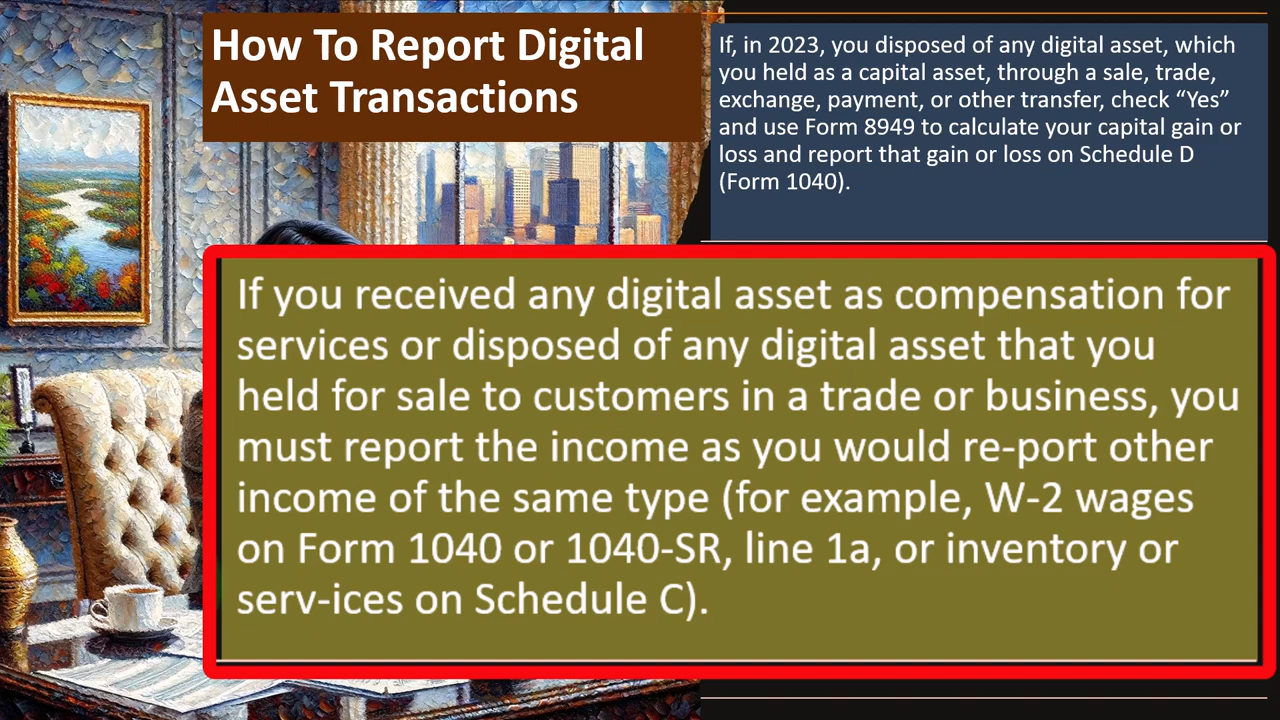 How To Report Digital
Asset Transactions
If, in 2023, you disposed of any digital asset, which
you held as a capital asset, through a sale, trade,
exchange, payment, or other transfer, check “Yes”
and use Form 8949 to calculate your capital gain or
loss and report that gain or loss on Schedule D
(Form 1040).
If you received any digital asset as compensation for
services or disposed of any digital asset that you
held for sale to customers in a trade or business, you
must report the income as you would re-port other
income of the same type (for example, W-2 wages
on Form 1040 or 1040-SR, line 1a, or inventory or
serv-ices on Schedule C).